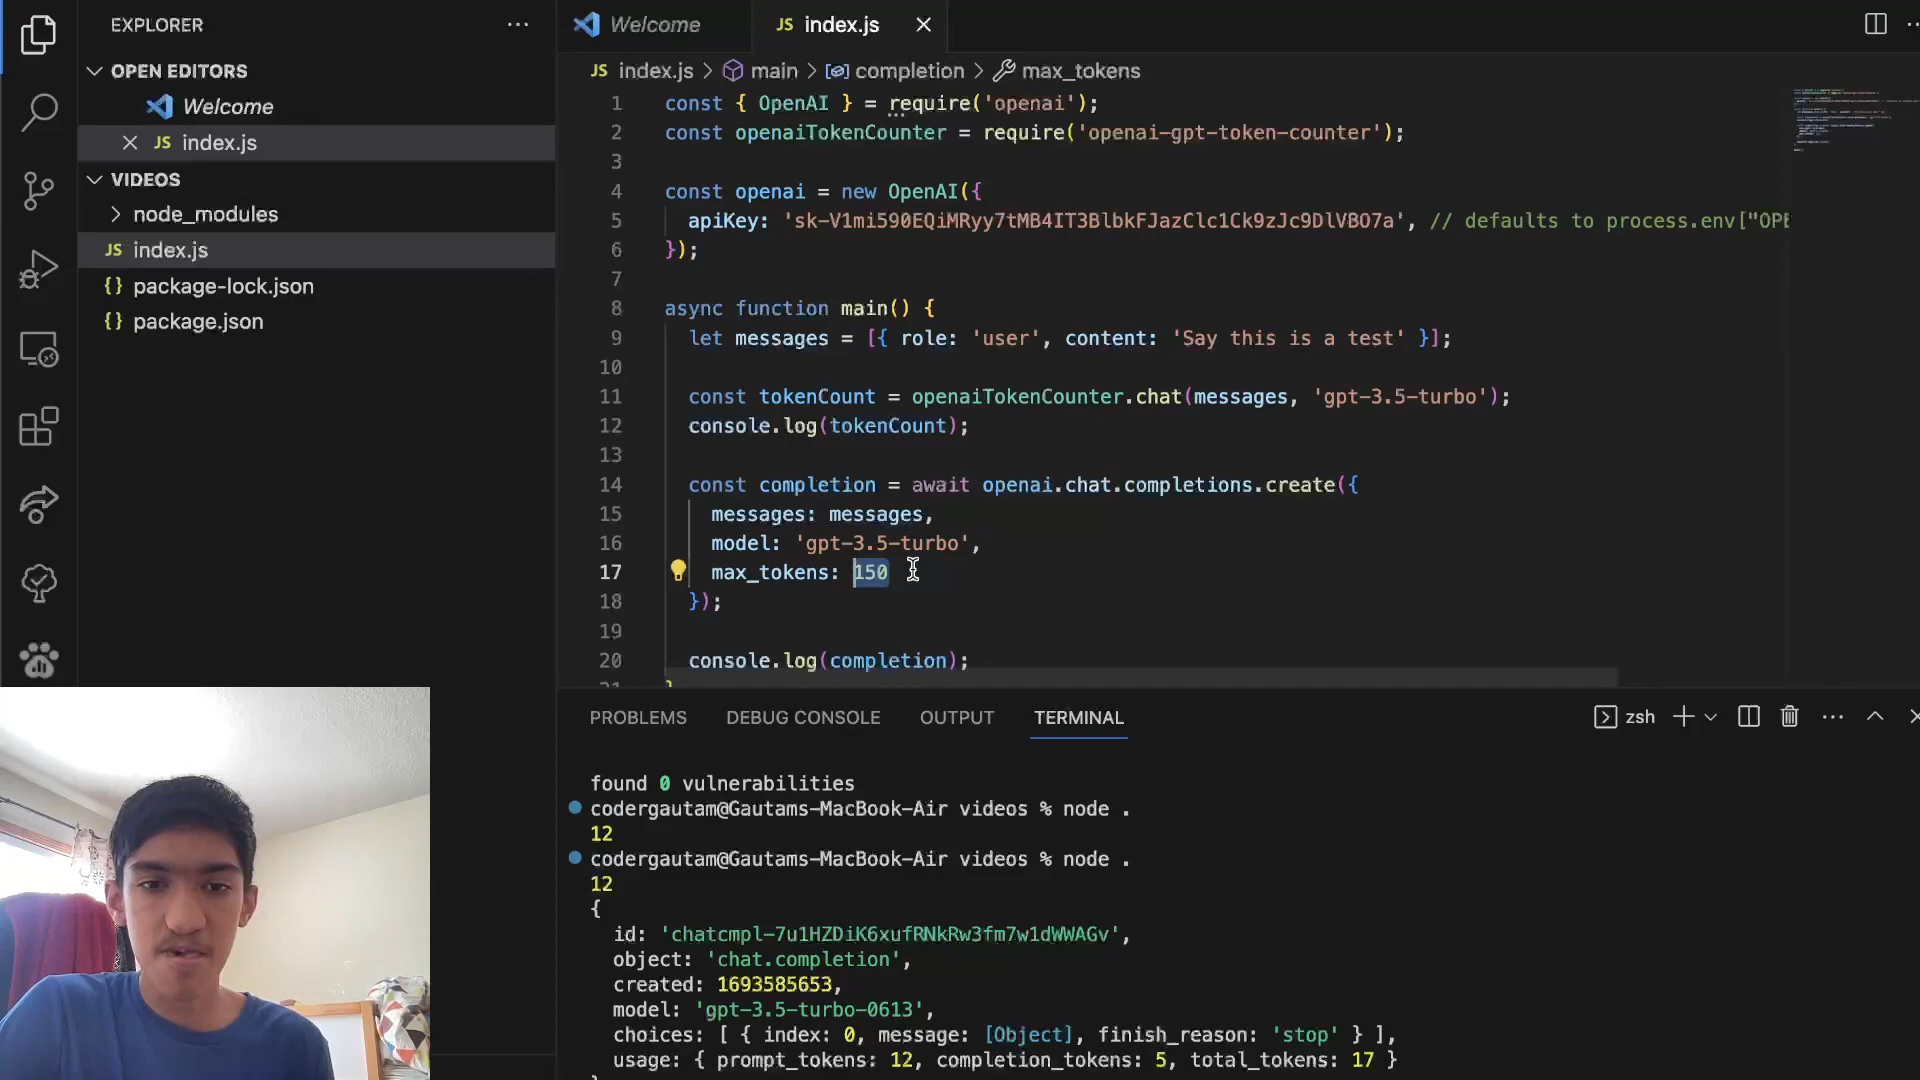 EXPLORER
OPEN EDITORS
Welcome
JS index.js
VIDEOS
node_modules
JS index.js
{} package-lock.json
{} package.json
Welcome
JS index.js
JS index.js > main > completion > max_tokens
1 const { OpenAI } = require('openai');
2 const openaiTokenCounter = require('openai-gpt-token-counter');
3
4 const openai = new OpenAI({
5 apiKey: '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', // defaults to process.env["OPE
6 });
7
8 async function main() {
9 let messages = [{ role: 'user', content: 'Say this is a test' }];
10
11 const tokenCount = openaiTokenCounter.chat(messages, 'gpt-3.5-turbo');
12 console.log(tokenCount);
13
14 const completion = await openai.chat.completions.create({
15 messages: messages,
16 model: 'gpt-3.5-turbo',
17 max_tokens: 150
18 });
19
20 console.log(completion);
PROBLEMS DEBUG CONSOLE OUTPUT TERMINAL zsh
found 0 vulnerabilities
codergautam@Gautams-MacBook-Air videos % node .
12
codergautam@Gautams-MacBook-Air videos % node .
12
{
id: 'chatcmpl-7u1HZDiK6xufRNkRw3fm7w1dWWAGv',
object: 'chat.completion',
created: 1693585653,
model: 'gpt-3.5-turbo-0613',
choices: [ { index: 0, message: [Object], finish_reason: 'stop' } ],
usage: { prompt_tokens: 12, completion_tokens: 5, total_tokens: 17 }